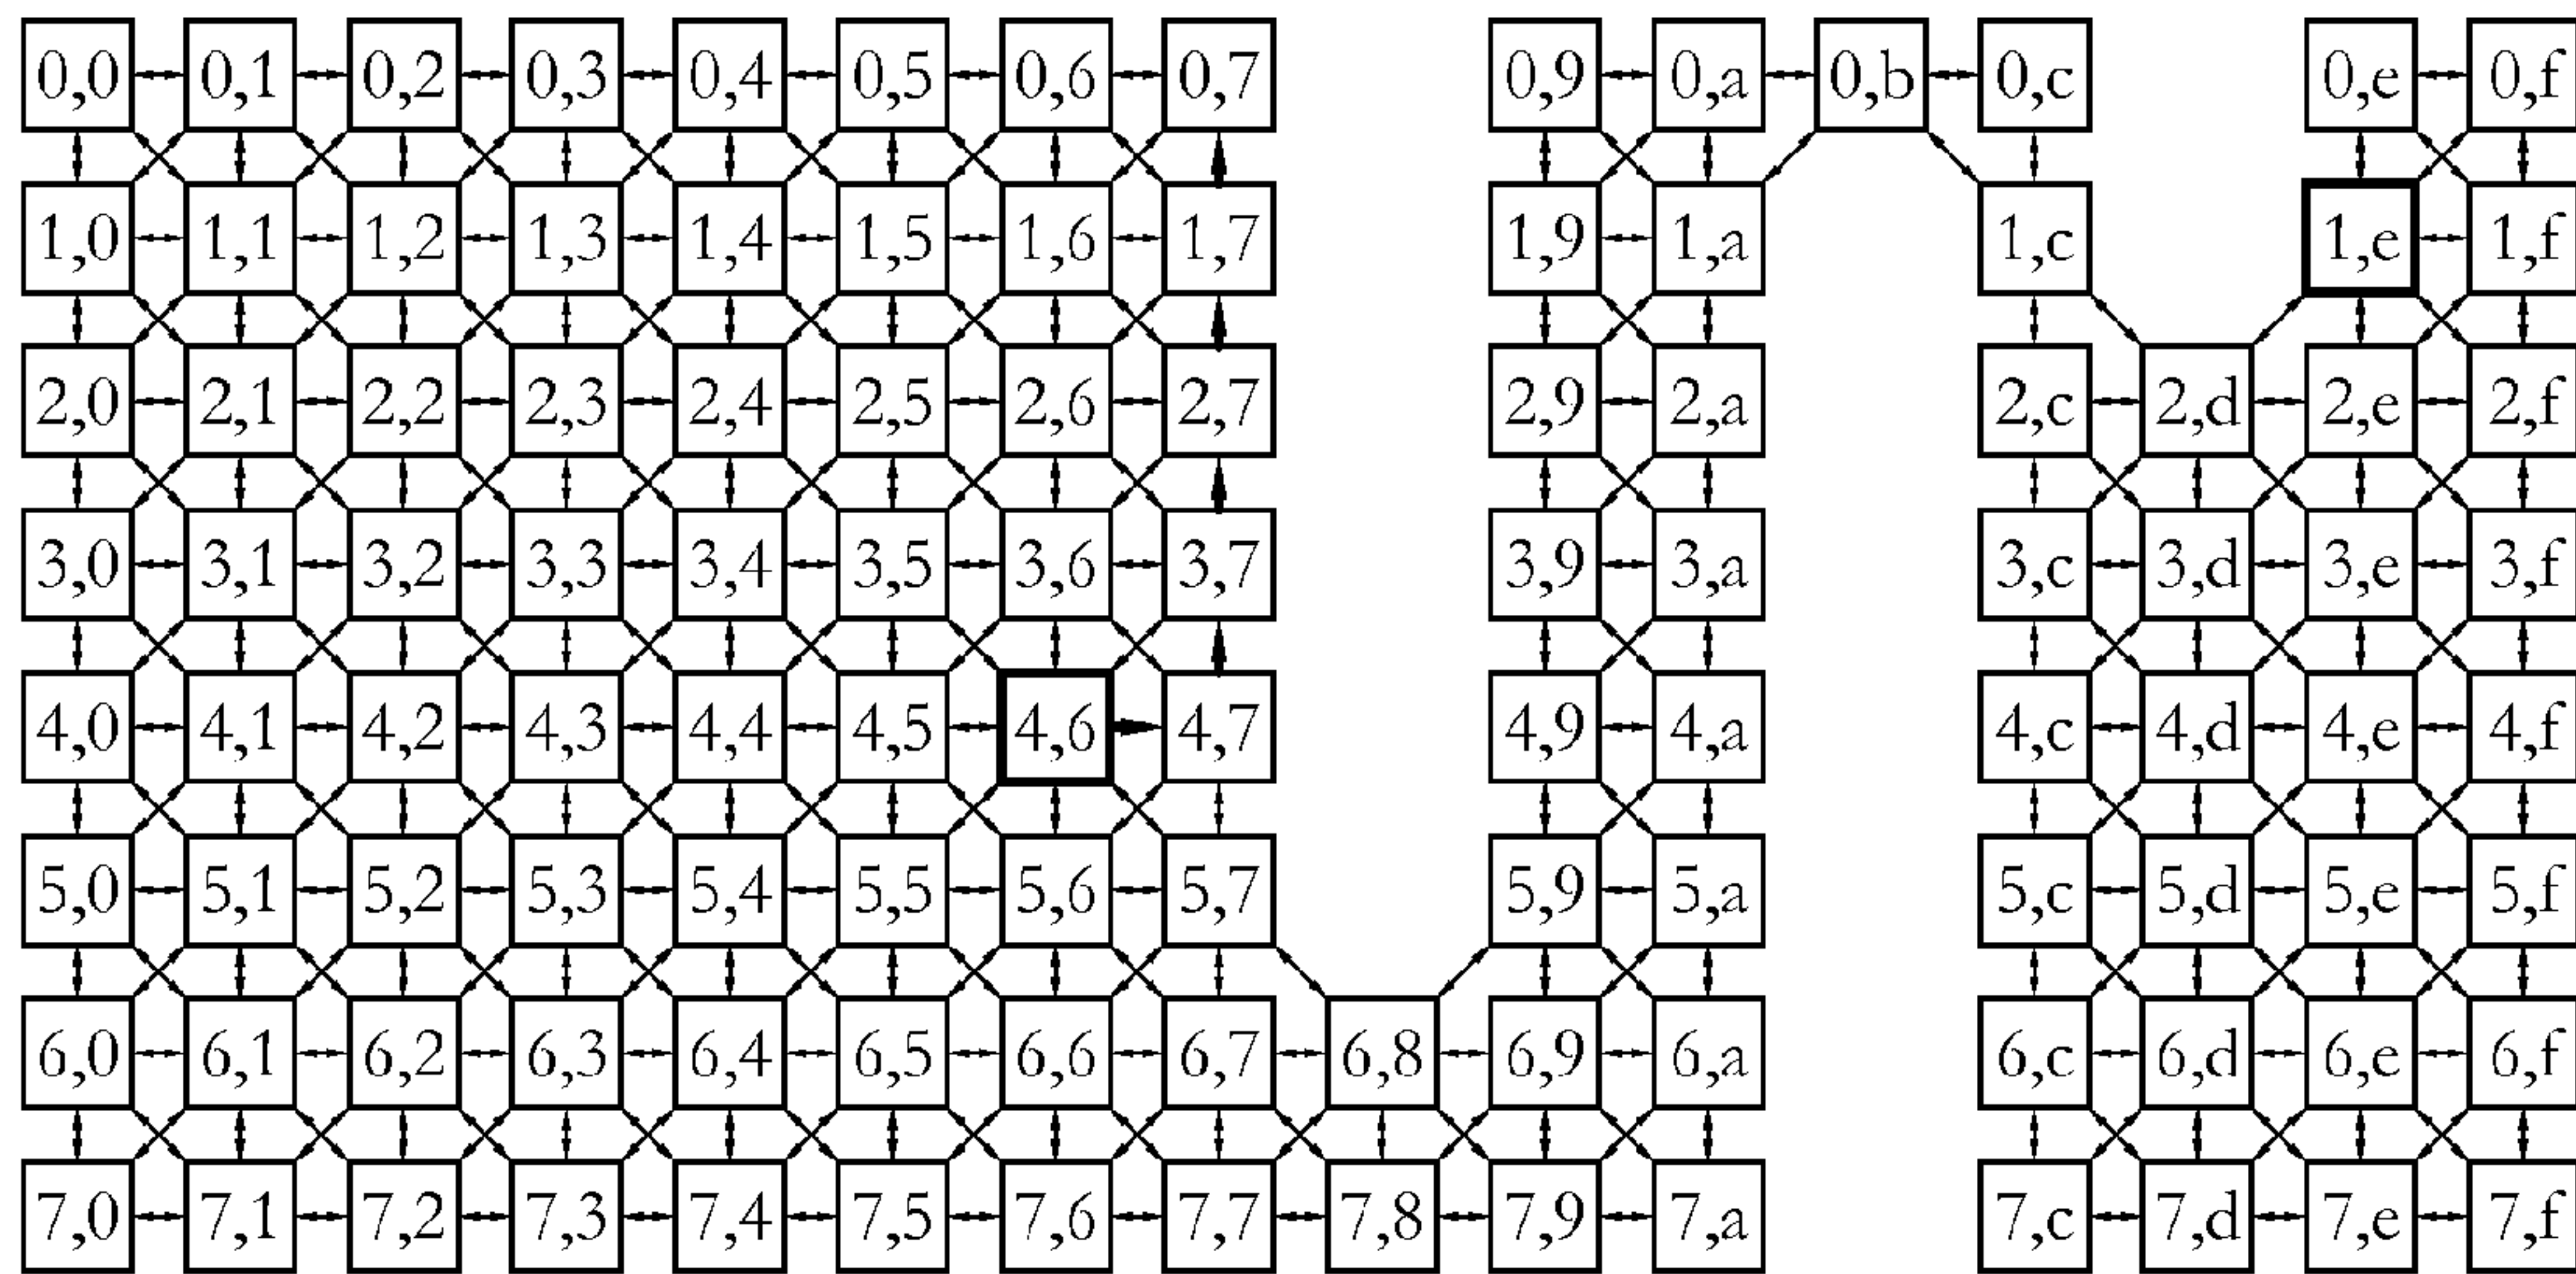 0,0 0,1 0,2 0,3 0,4 0,5 0,6 0,7 0,9 0,a 0,b 0,c 0,e 0,f
1,0 1,1 1,2 1,3 1,4 1,5 1,6 1,7 1,9 1,a 1,c 1,e 1,f
2,0 2,1 2,2 2,3 2,4 2,5 2,6 2,7 2,9 2,a 2,c 2,d 2,e 2,f
3,0 3,1 3,2 3,3 3,4 3,5 3,6 3,7 3,9 3,a 3,c 3,d 3,e 3,f
4,0 4,1 4,2 4,3 4,4 4,5 4,6 4,7 4,9 4,a 4,c 4,d 4,e 4,f
5,0 5,1 5,2 5,3 5,4 5,5 5,6 5,7 5,9 5,a 5,c 5,d 5,e 5,f
6,0 6,1 6,2 6,3 6,4 6,5 6,6 6,7 6,8 6,9 6,a 6,c 6,d 6,e 6,f
7,0 7,1 7,2 7,3 7,4 7,5 7,6 7,7 7,8 7,9 7,a 7,c 7,d 7,e 7,f